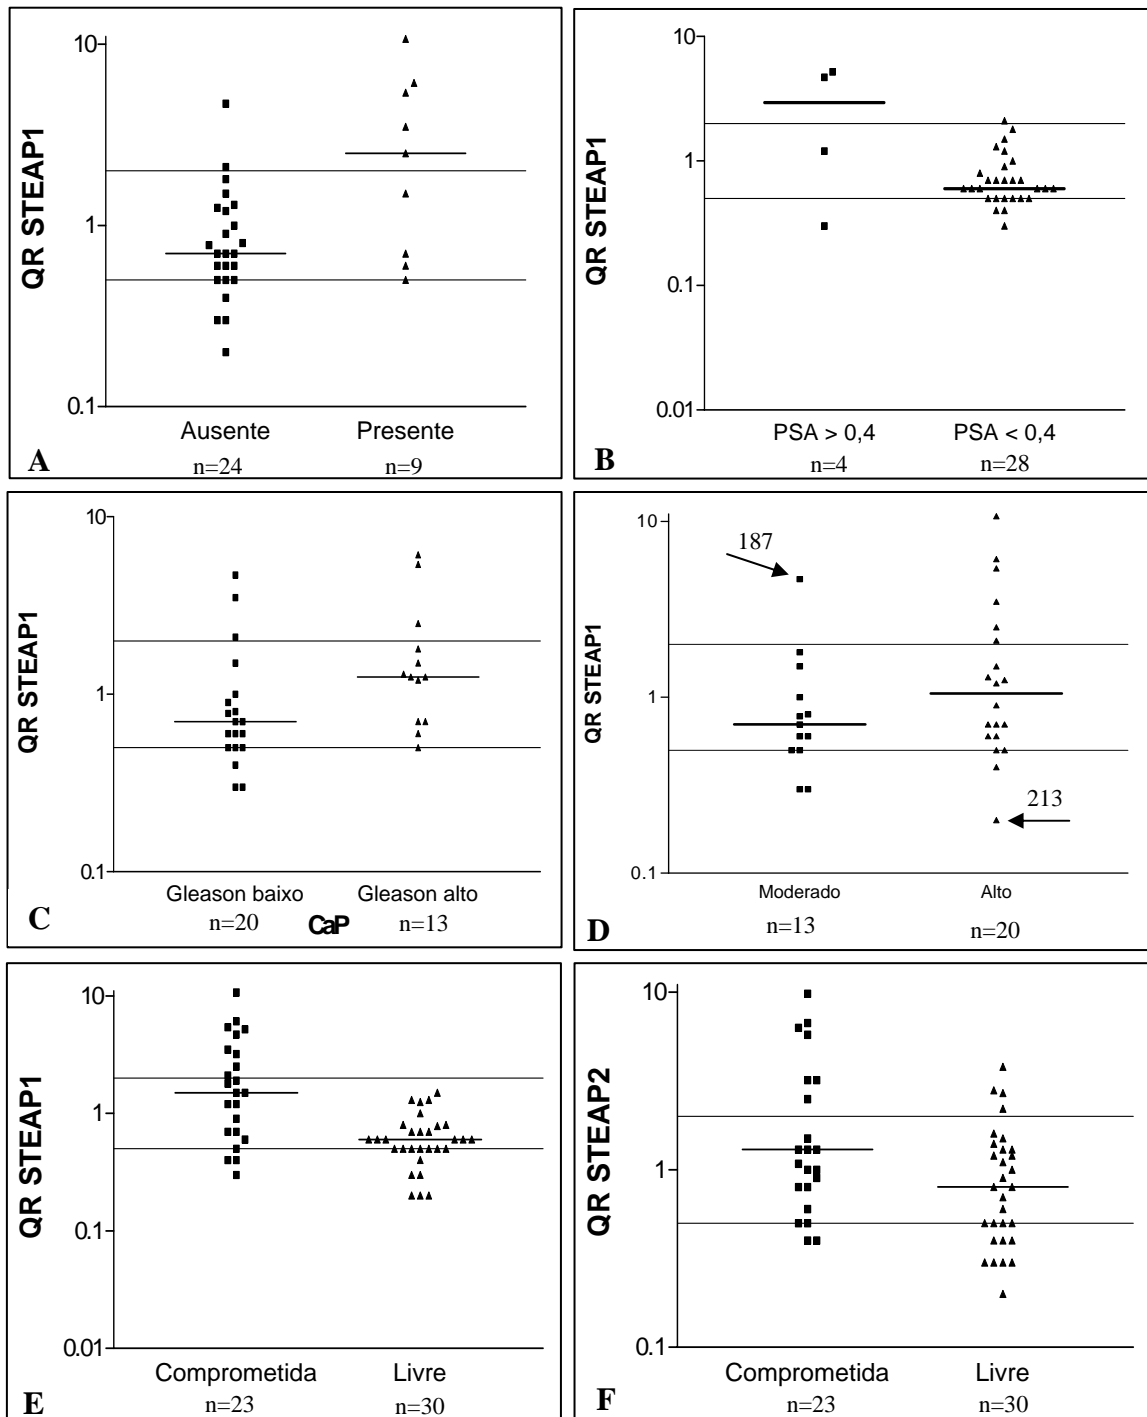 QR STEAP1
10
1
0.1
Ausente Presente
n=24 n=9
A
QR STEAP1
10
1
0.1
0.01
PSA > 0,4 PSA < 0,4
n=4 n=28
B
QR STEAP1
10
1
0.1
Gleason baixo Gleason alto
n=20 CaP n=13
C
QR STEAP1
10
1
0.1
187
213
Moderado Alto
n=13 n=20
D
QR STEAP1
10
1
0.1
0.01
Comprometida Livre
n=23 n=30
E
QR STEAP2
10
1
0.1
Comprometida Livre
n=23 n=30
F